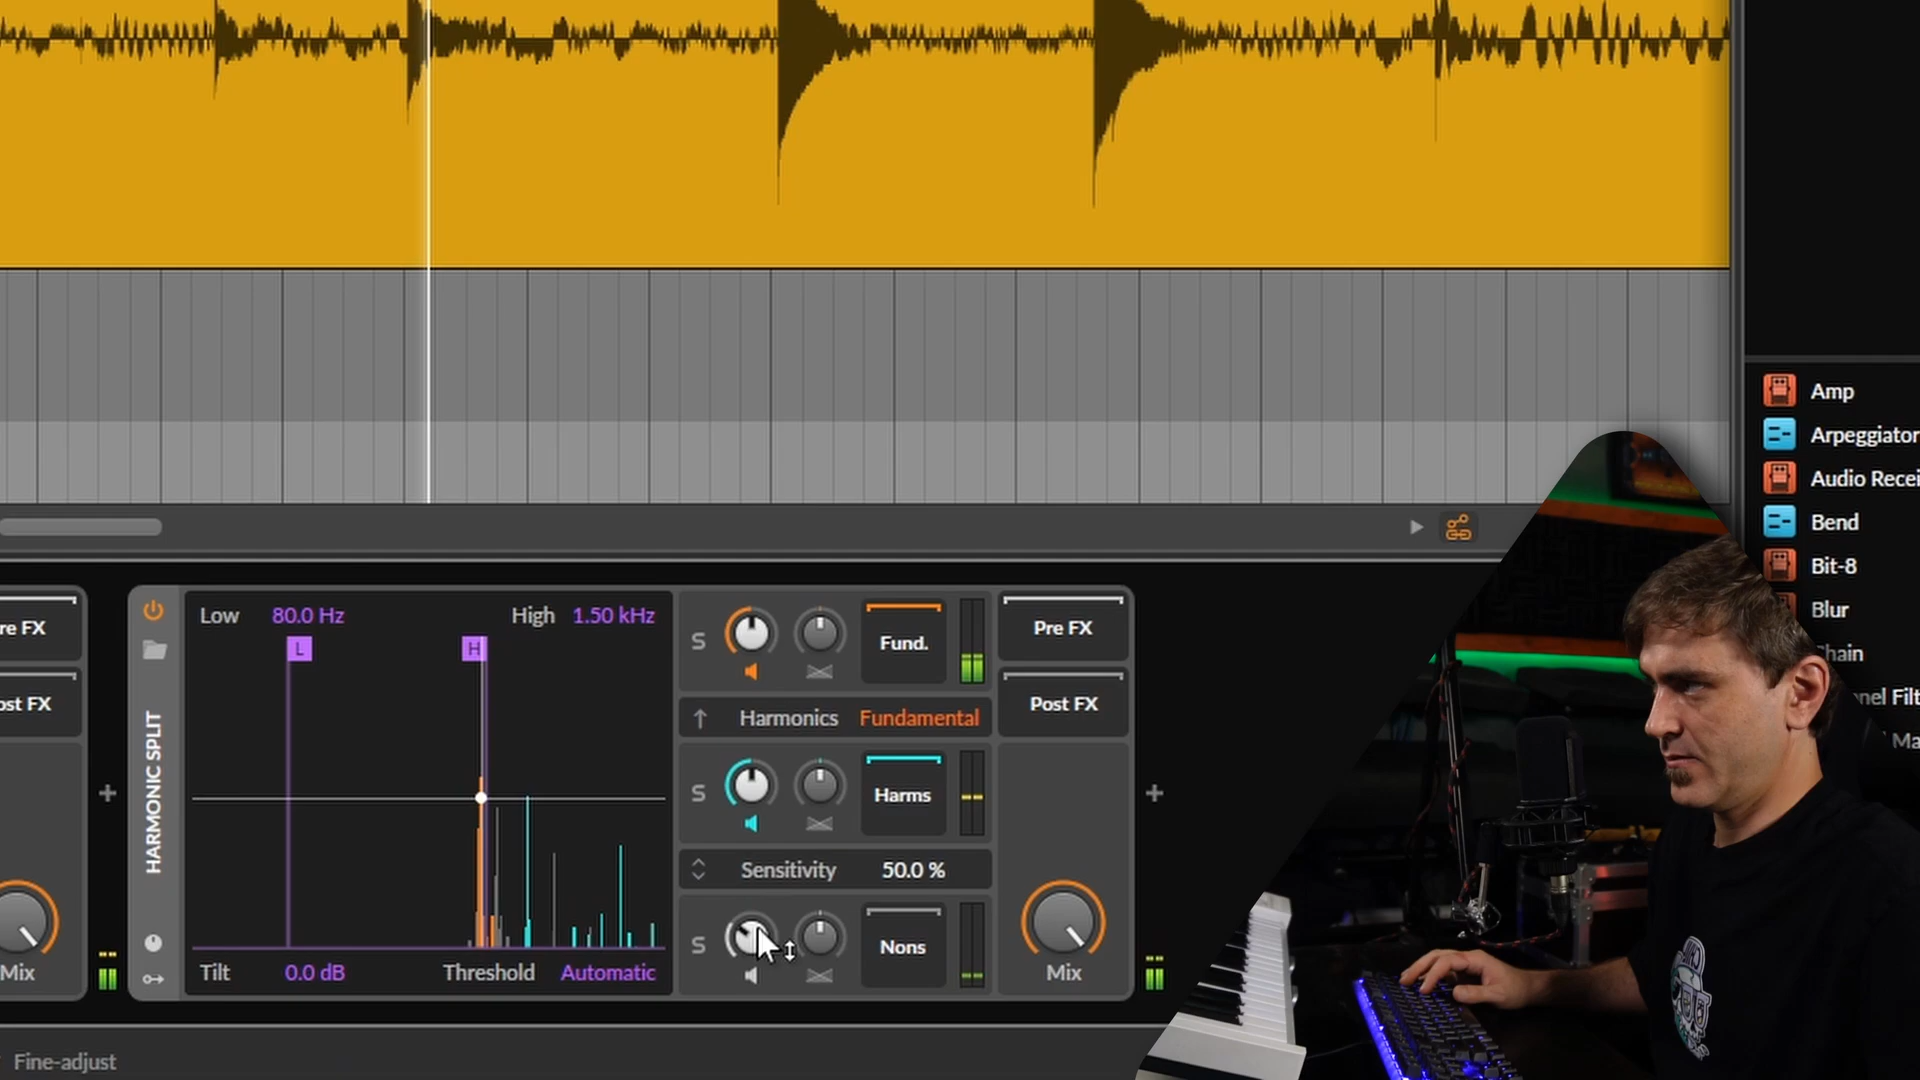 Amp
Arpeggiator
Audio Recei
Bend
Bit-8
Blur
Chain
nel Filt
Ma
re FX
ost FX
Mix
HARMONIC SPLIT
Low 80.0 Hz High 1.50 kHz
L H
Tilt 0.0 dB Threshold Automatic
S Fund.
Harmonics Fundamental
S Harms
Sensitivity 50.0 %
S Nons
Pre FX
Post FX
Mix
Fine-adjust